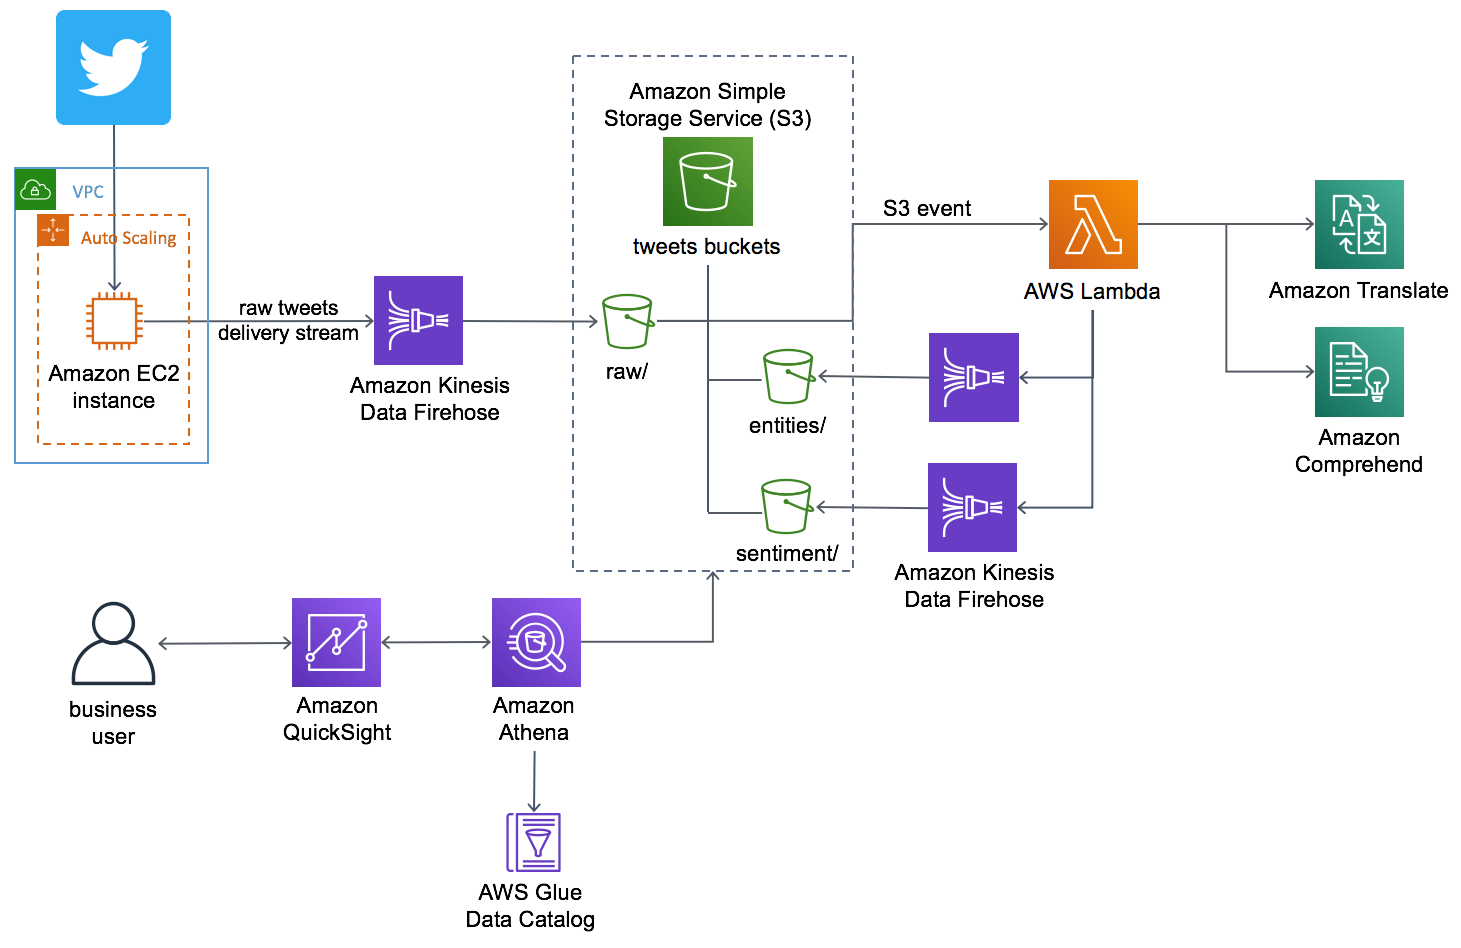 Amazon Simple
Storage Service (S3)
VPC
Auto Scaling
S3 event
tweets buckets
AWS Lambda
Amazon Translate
raw tweets
delivery stream
Amazon EC2
instance
Amazon Kinesis
Data Firehose
raw/
entities/
Amazon
Comprehend
sentiment/
Amazon Kinesis
Data Firehose
business
user
Amazon
QuickSight
Amazon
Athena
AWS Glue
Data Catalog
A
文